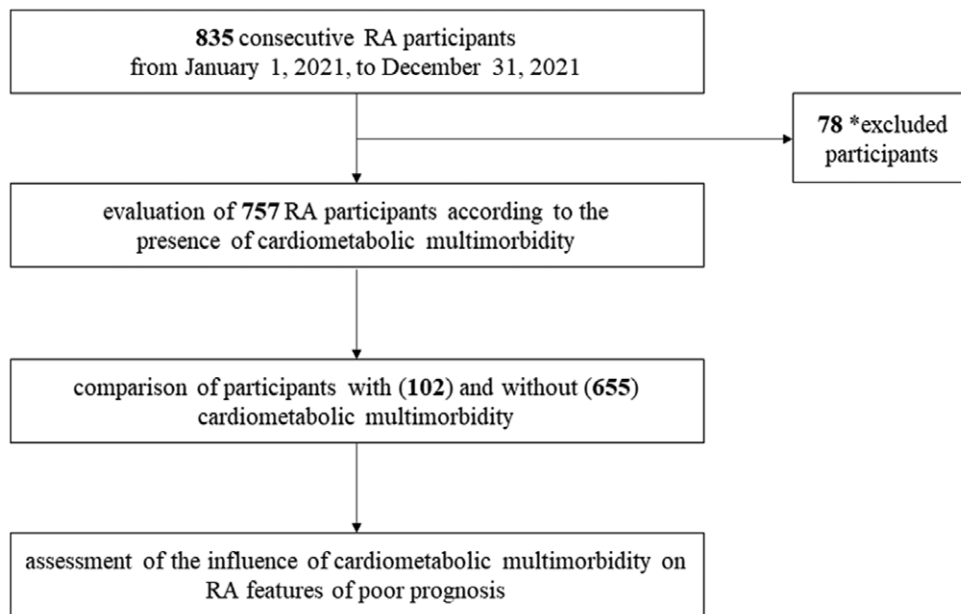 835 consecutive RA participants
from January 1, 2021, to December 31, 2021
78 *excluded
participants
evaluation of 757 RA participants according to the
presence of cardiometabolic multimorbidity
comparison of participants with (102) and without (655)
cardiometabolic multimorbidity
assessment of the influence of cardiometabolic multimorbidity on
RA features of poor prognosis